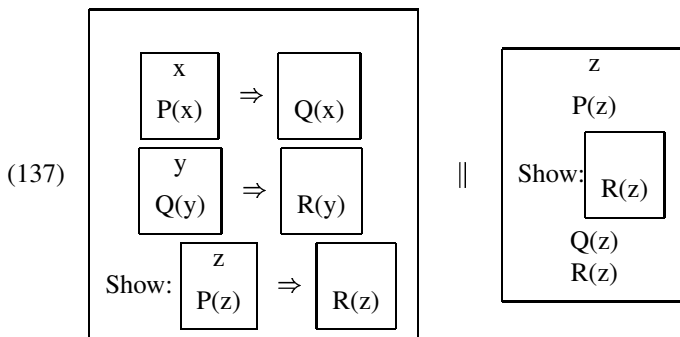 x
z
P(x) ⇒ Q(x)
P(z)
(137)
y
||
Show: R(z)
Q(y) ⇒ R(y)
Q(z)
z
R(z)
Show: P(z) ⇒ R(z)